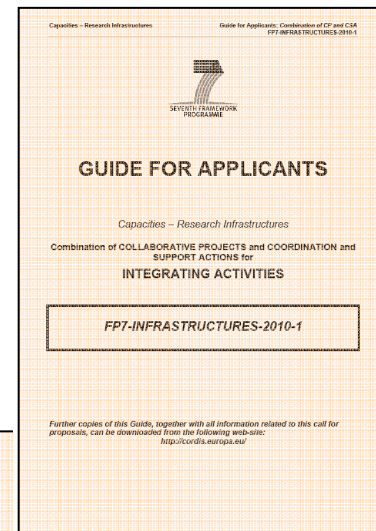 Capacities – Research Infrastructures
Guide for Applicants: Combination of CP and CSA
FP7-INFRASTRUCTURES-2010-1
SEVENTH FRAMEWORK
PROGRAMME
GUIDE FOR APPLICANTS
Capacities – Research Infrastructures
Combination of COLLABORATIVE PROJECTS and COORDINATION and
SUPPORT ACTIONS for
INTEGRATING ACTIVITIES
FP7-INFRASTRUCTURES-2010-1
Further copies of this Guide, together with all information related to this call for
proposals, can be downloaded from the following web-site:
http://cordis.europa.eu/